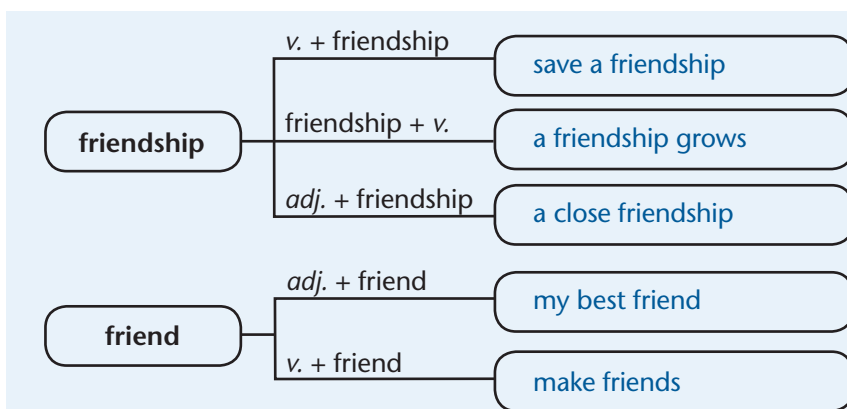 v. + friendship
save a friendship
friendship
friendship + v.
a friendship grows
adj. + friendship
a close friendship
adj. + friend
my best friend
friend
v. + friend
make friends